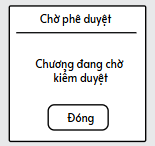 Chờ phê duyệt
Chương đang chờ
kiểm duyệt
Đóng